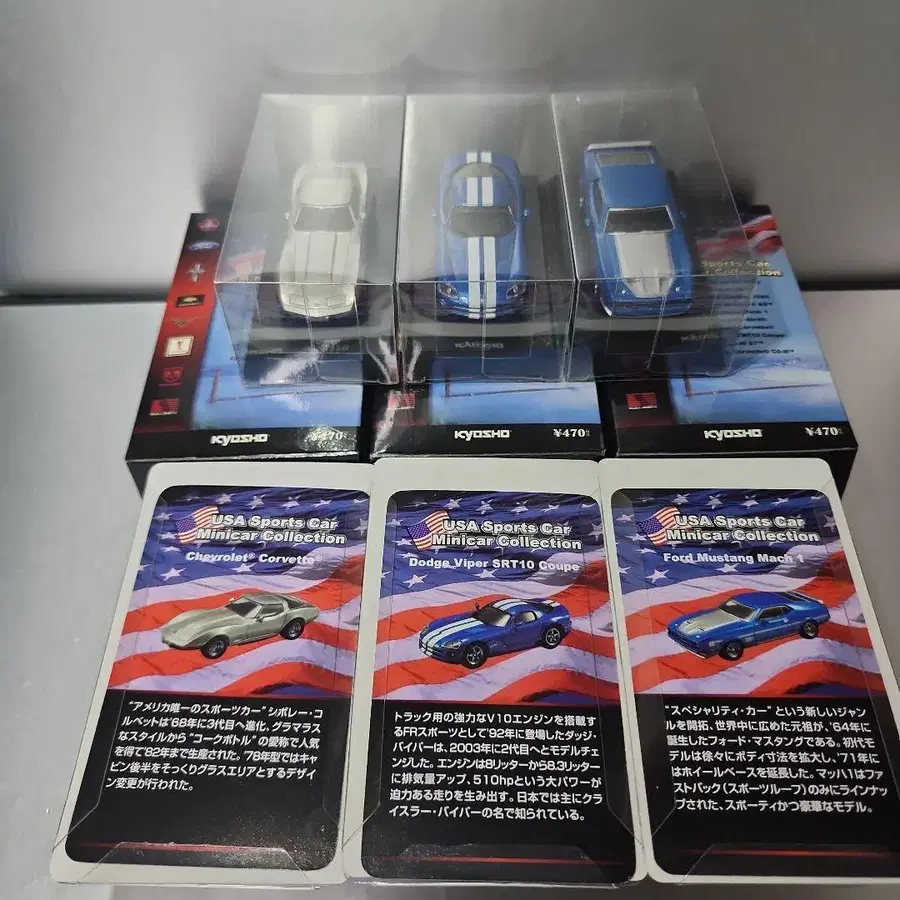 Sports Car
r Collection
KYOSHO
KYOSHO
¥470
KYOSHO
¥470
KYOSHO
¥470
USA Sports Car
Minicar Collection
Chevrolet® Corvette®
"アメリカ唯一のスポーツカー" シボレー・コ
ルベットは'68年に3代目へ進化、グラマラス
なスタイルから "コークボトル" の愛称で人気
を得て'82年まで生産された。'78年型ではキャ
ビン後半をそっくりグラスエリアとするデザイ
ン変更が行われた。
USA Sports Car
Minicar Collection
Dodge Viper SRT10 Coupe
トラック用の強力なV10エンジンを搭載す
るFRスポーツとして'92年に登場したダッジ・
バイパーは、2003年に2代目へとモデルチェ
ンジした。エンジンは8リッターから8.3リッター
に排気量アップ、510hpという大パワーが
迫力ある走りを生み出す。日本では主にクラ
イスラー・バイパーの名で知られている。
USA Sports Car
Minicar Collection
Ford Mustang Mach 1
"スペシャリティ・カー" という新しいジャン
ルを開拓、世界中に広めた元祖が、'64年に
誕生したフォード・マスタングである。初代モ
デルは徐々にボディ寸法を拡大し、'71年に
はホイールベースを延長した。マッハ1はファ
ストバック(スポーツルーフ)のみにラインナッ
プされた、スポーティかつ豪華なモデル。